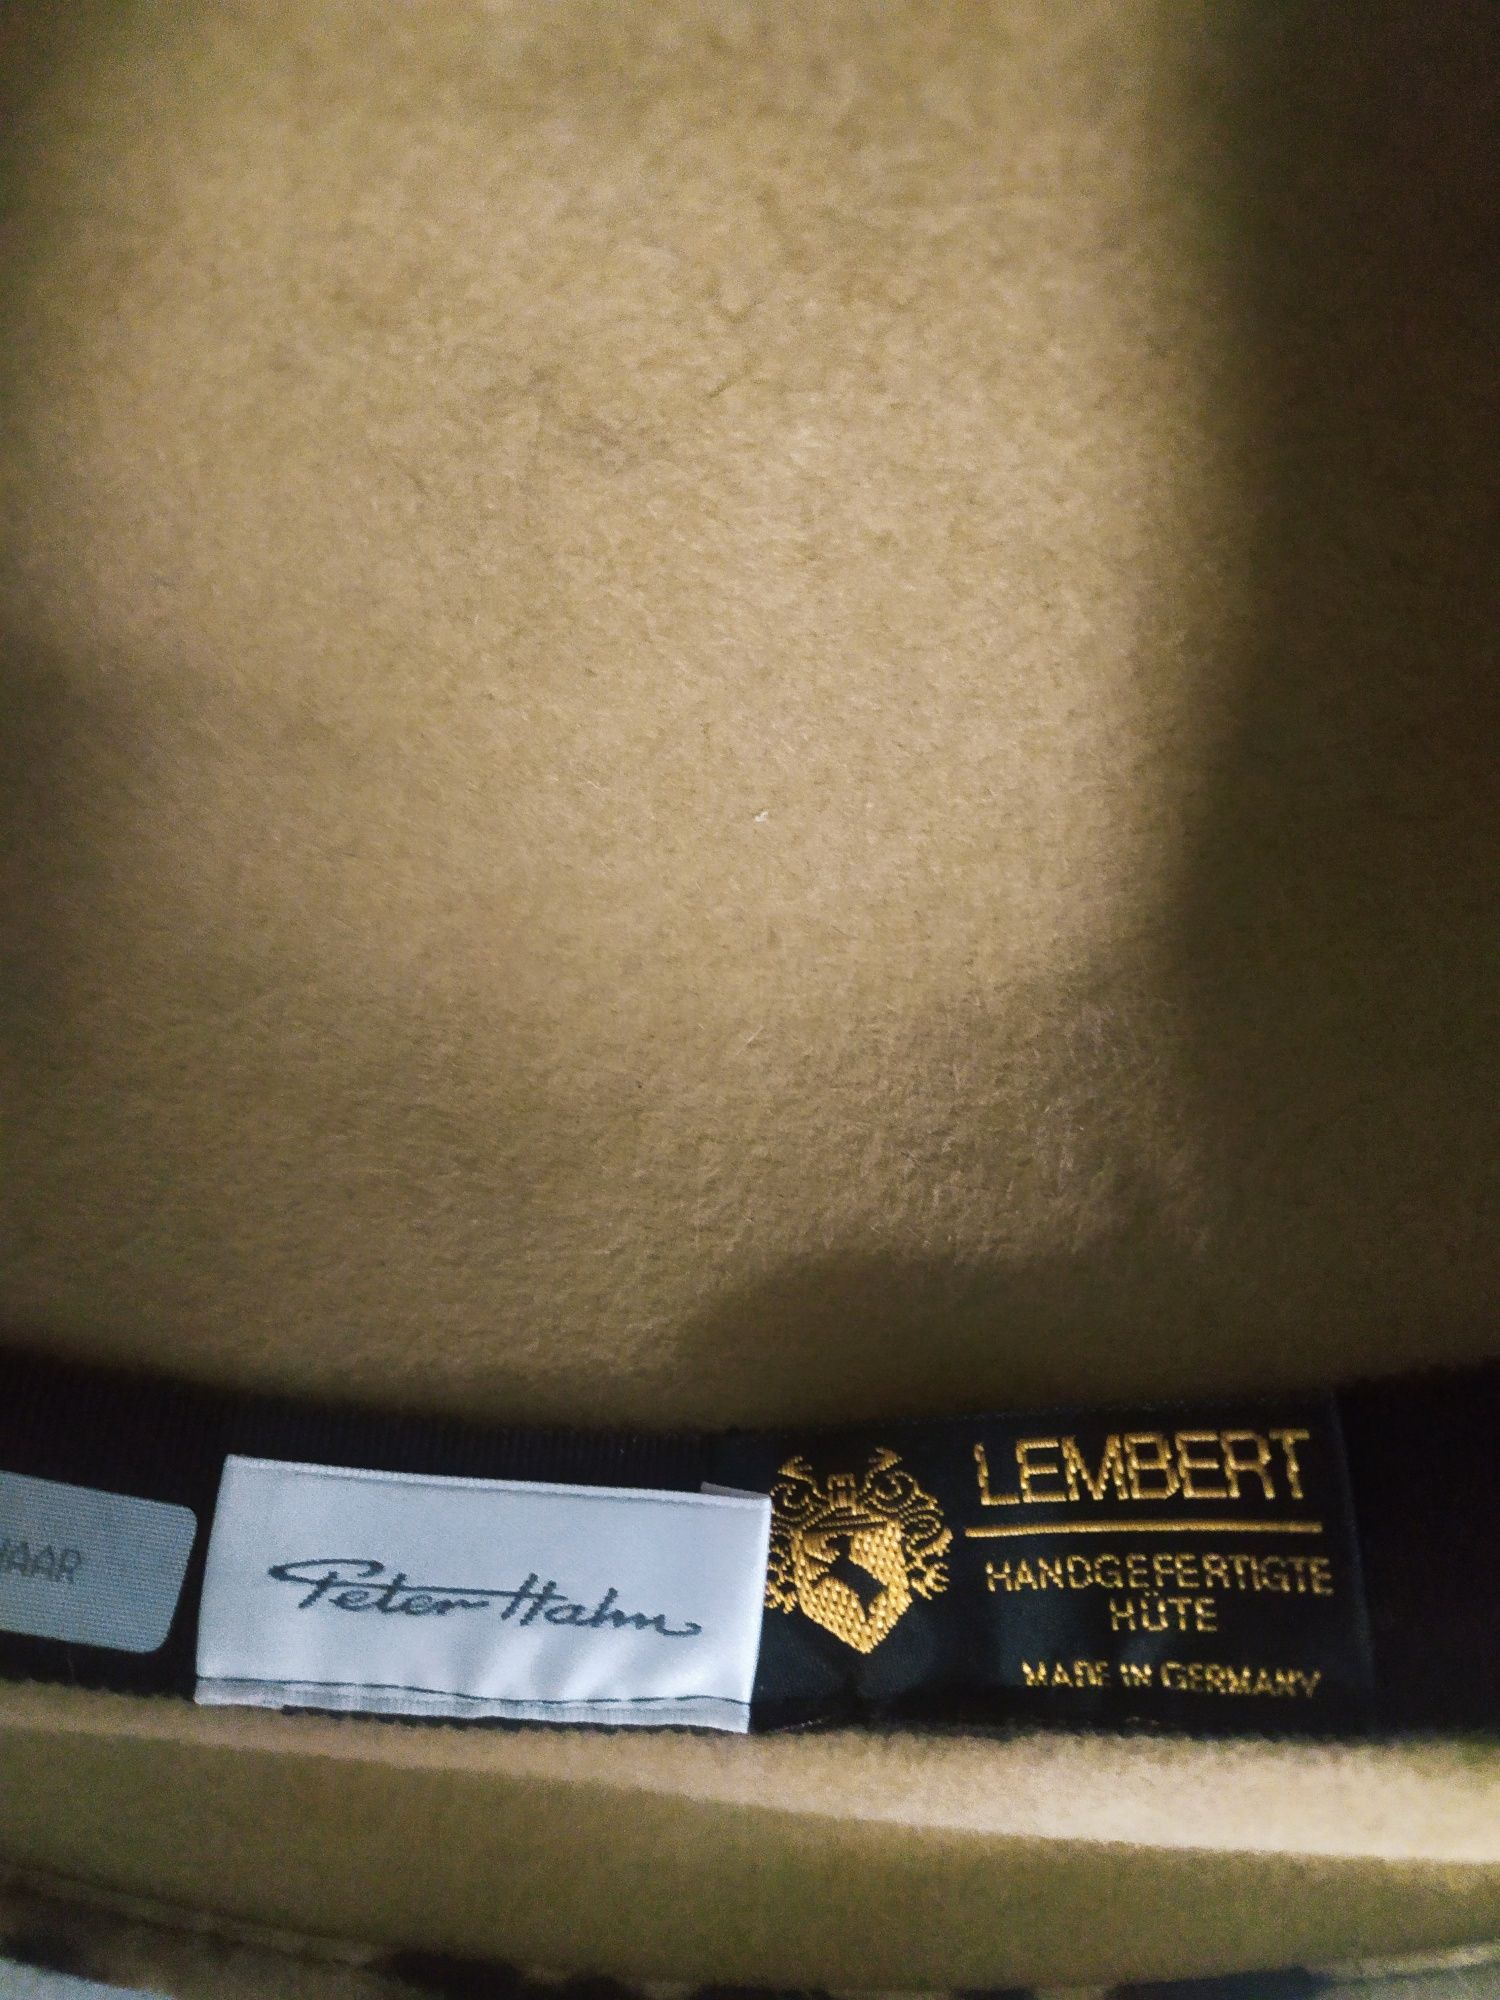 HAAR
Peter Hahn
LEMBERT
HANDGEFERTIGTE
HÜTE
MADE IN GERMANY